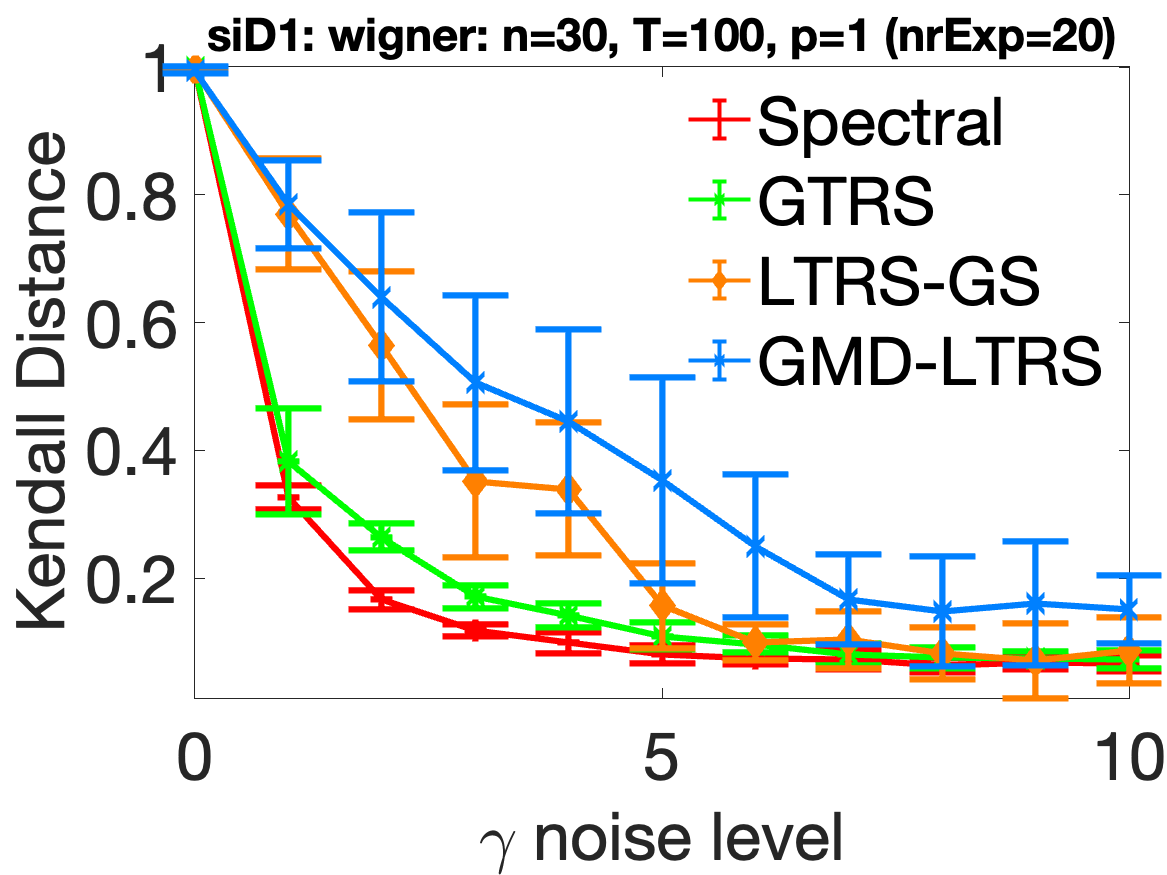 siD1: wigner: n=30, T=100, p=1 (nrExp=20)
1
0.8
0.6
0.4
0.2
Kendall Distance
Spectral
GTRS
LTRS-GS
GMD-LTRS
0
5
10
γ noise level